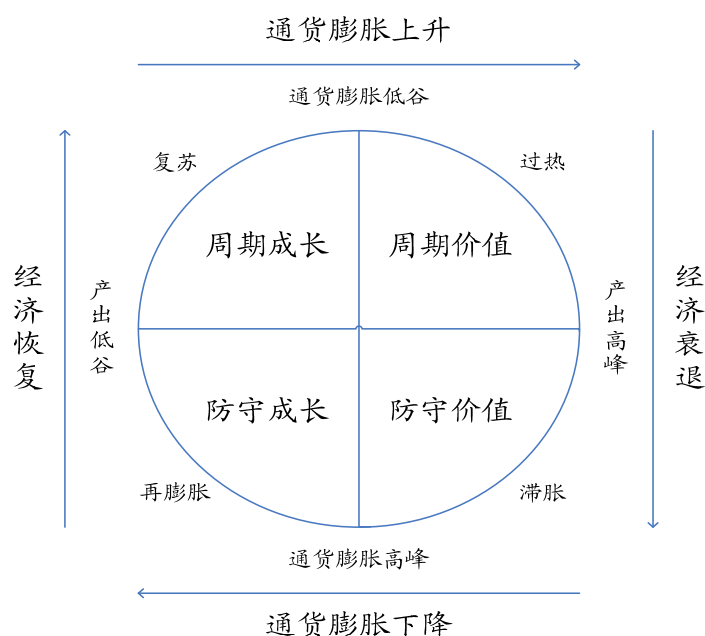 通货膨胀上升
通货膨胀低谷
复苏
过热
周期成长
周期价值
经济恢复
产出低谷
产出高峰
经济衰退
防守成长
防守价值
再膨胀
滞胀
通货膨胀高峰
通货膨胀下降